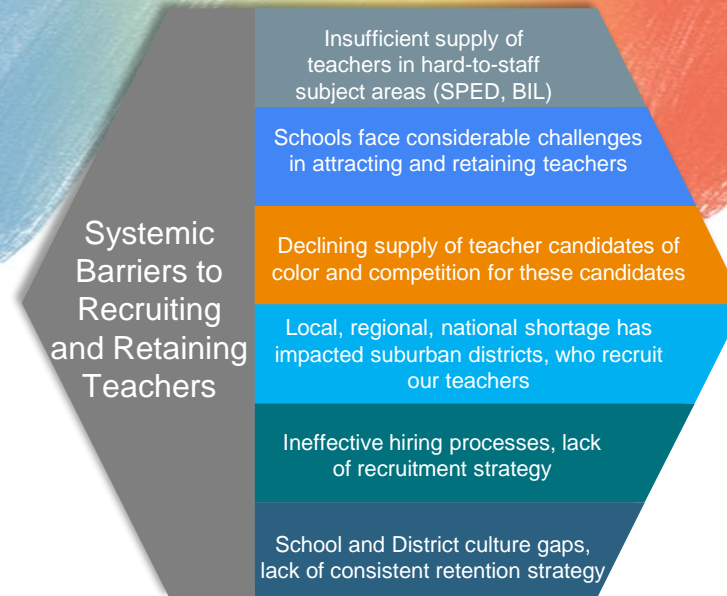 Systemic
Barriers to
Recruiting
and Retaining
Teachers
Insufficient supply of
teachers in hard-to-staff
subject areas (SPED, BIL)
Schools face considerable challenges
in attracting and retaining teachers
Declining supply of teacher candidates of
color and competition for these candidates
Local, regional, national shortage has
impacted suburban districts, who recruit
our teachers
Ineffective hiring processes, lack
of recruitment strategy
School and District culture gaps,
lack of consistent retention strategy